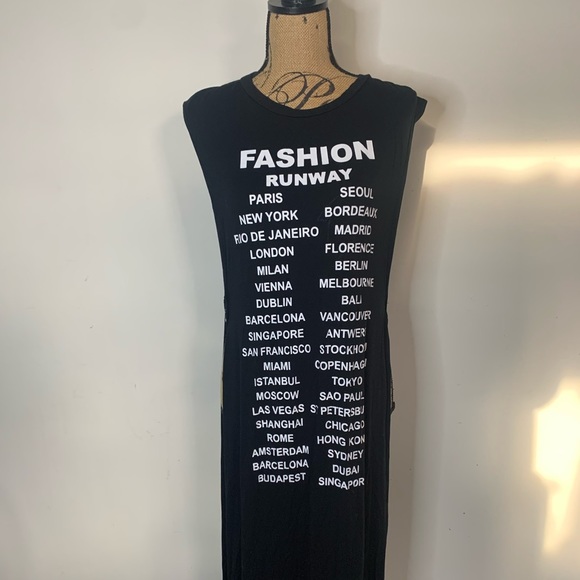 FASHION
RUNWAY
PARIS
NEW YORK
RIO DE JANEIRO
LONDON
MILAN
VIENNA
DUBLIN
BARCELONA
SINGAPORE
SAN FRANCISCO
MIAMI
ISTANBUL
MOSCOW
LAS VEGAS
SHANGHAI
ROME
AMSTERDAM
BARCELONA
BUDAPEST
SEOUL
BORDEAUX
MADRID
FLORENCE
BERLIN
MELBOURNE
BALI
VANCOUVER
ANTWER
STOCKHO
COPENHAG
TOKYO
SAO PAUL
ST PETERSBU
CHICAGO
HONG KON
SYDNEY
DUBAI
SINGAPOR